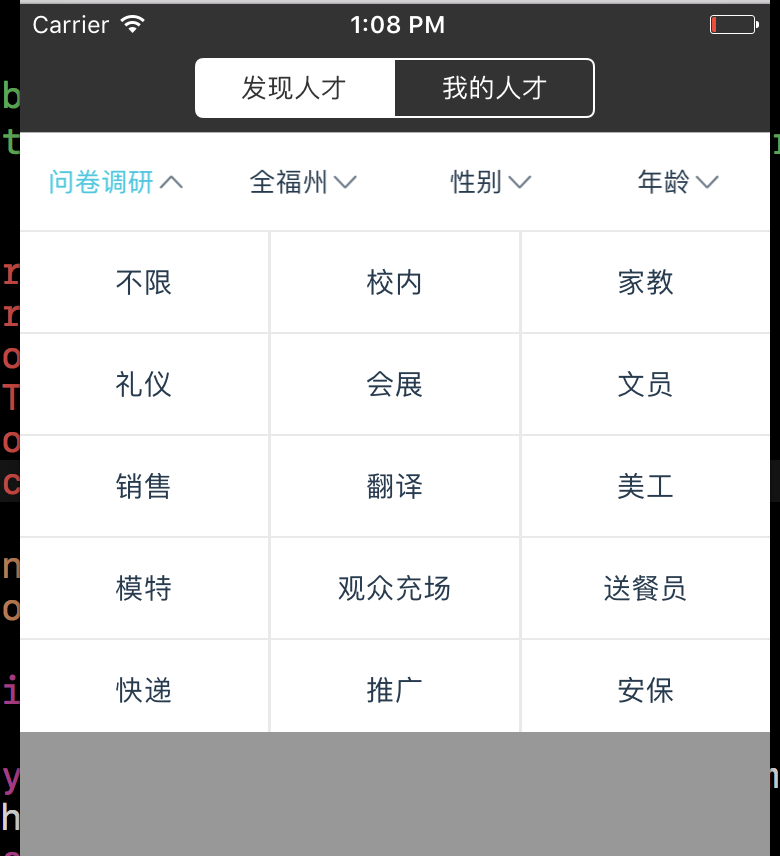 Carrier 1:08 PM
发现人才 我的人才
问卷调研 全福州 性别 年龄
不限 校内 家教
礼仪 会展 文员
销售 翻译 美工
模特 观众充场 送餐员
快递 推广 安保